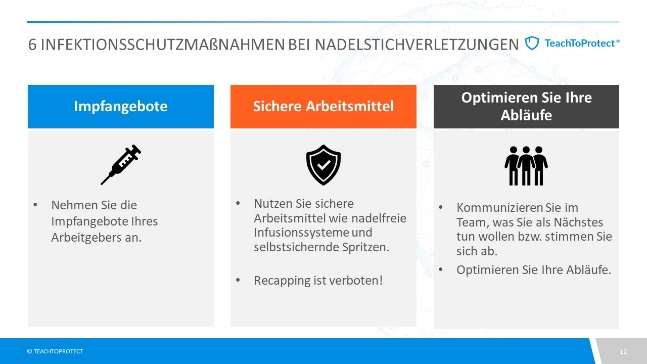 6 INFEKTIONSSCHUTZMAßNAHMEN BEI NADELSTICHVERLETZUNGEN
TeachToProtect®
Impfangebote
• Nehmen Sie die
Impfangebote Ihres
Arbeitgebers an.
Sichere Arbeitsmittel
• Nutzen Sie sichere
Arbeitsmittel wie nadelfreie
Infusionssysteme und
selbstsichernde Spritzen.
• Recapping ist verboten!
Optimieren Sie Ihre
Abläufe
• Kommunizieren Sie im
Team, was Sie als Nächstes
tun wollen bzw. stimmen Sie
sich ab.
• Optimieren Sie Ihre Abläufe.
© TEACHTOPROTECT
12